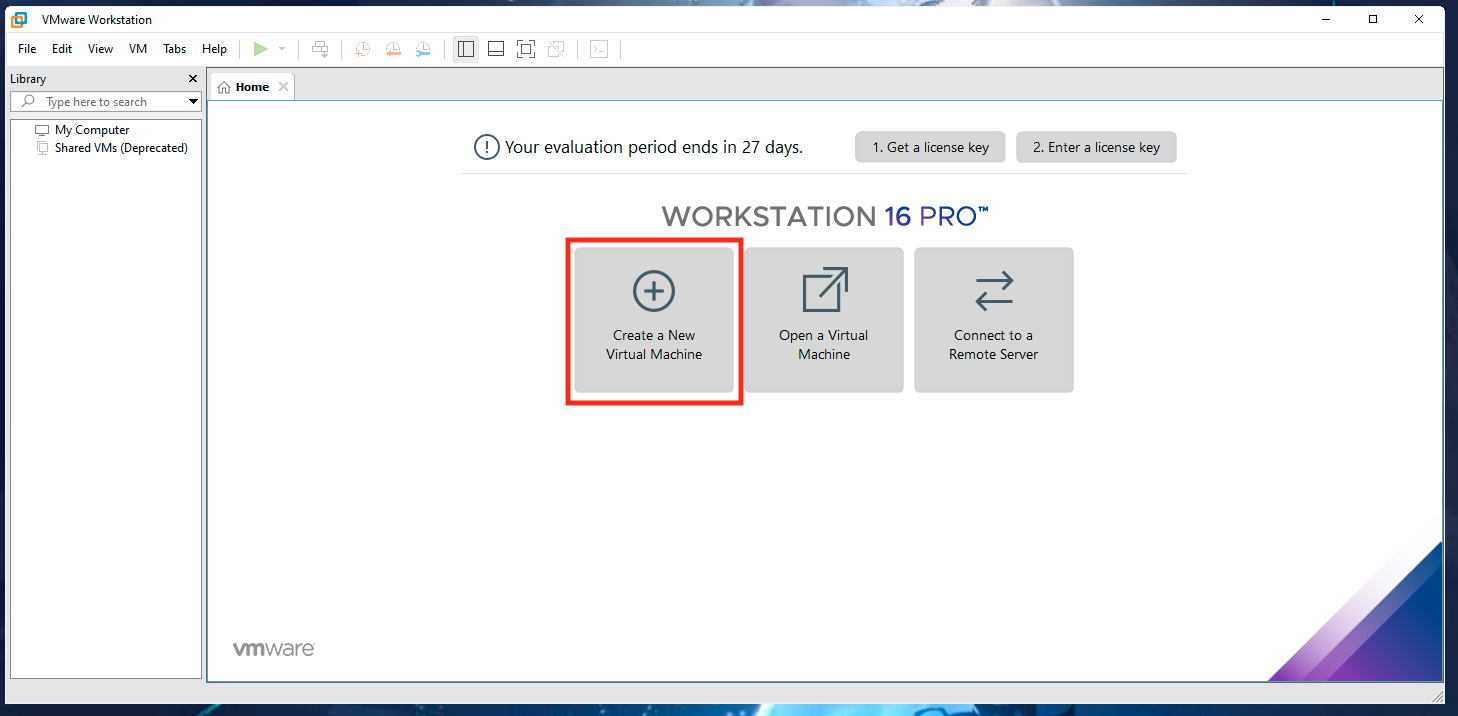 VMware Workstation
File Edit View VM Tabs Help
Library
Type here to search
My Computer
Shared VMs (Deprecated)
Home
Your evaluation period ends in 27 days.
1. Get a license key
2. Enter a license key
WORKSTATION 16 PRO™
Create a New
Virtual Machine
Open a Virtual
Machine
Connect to a
Remote Server
vmware